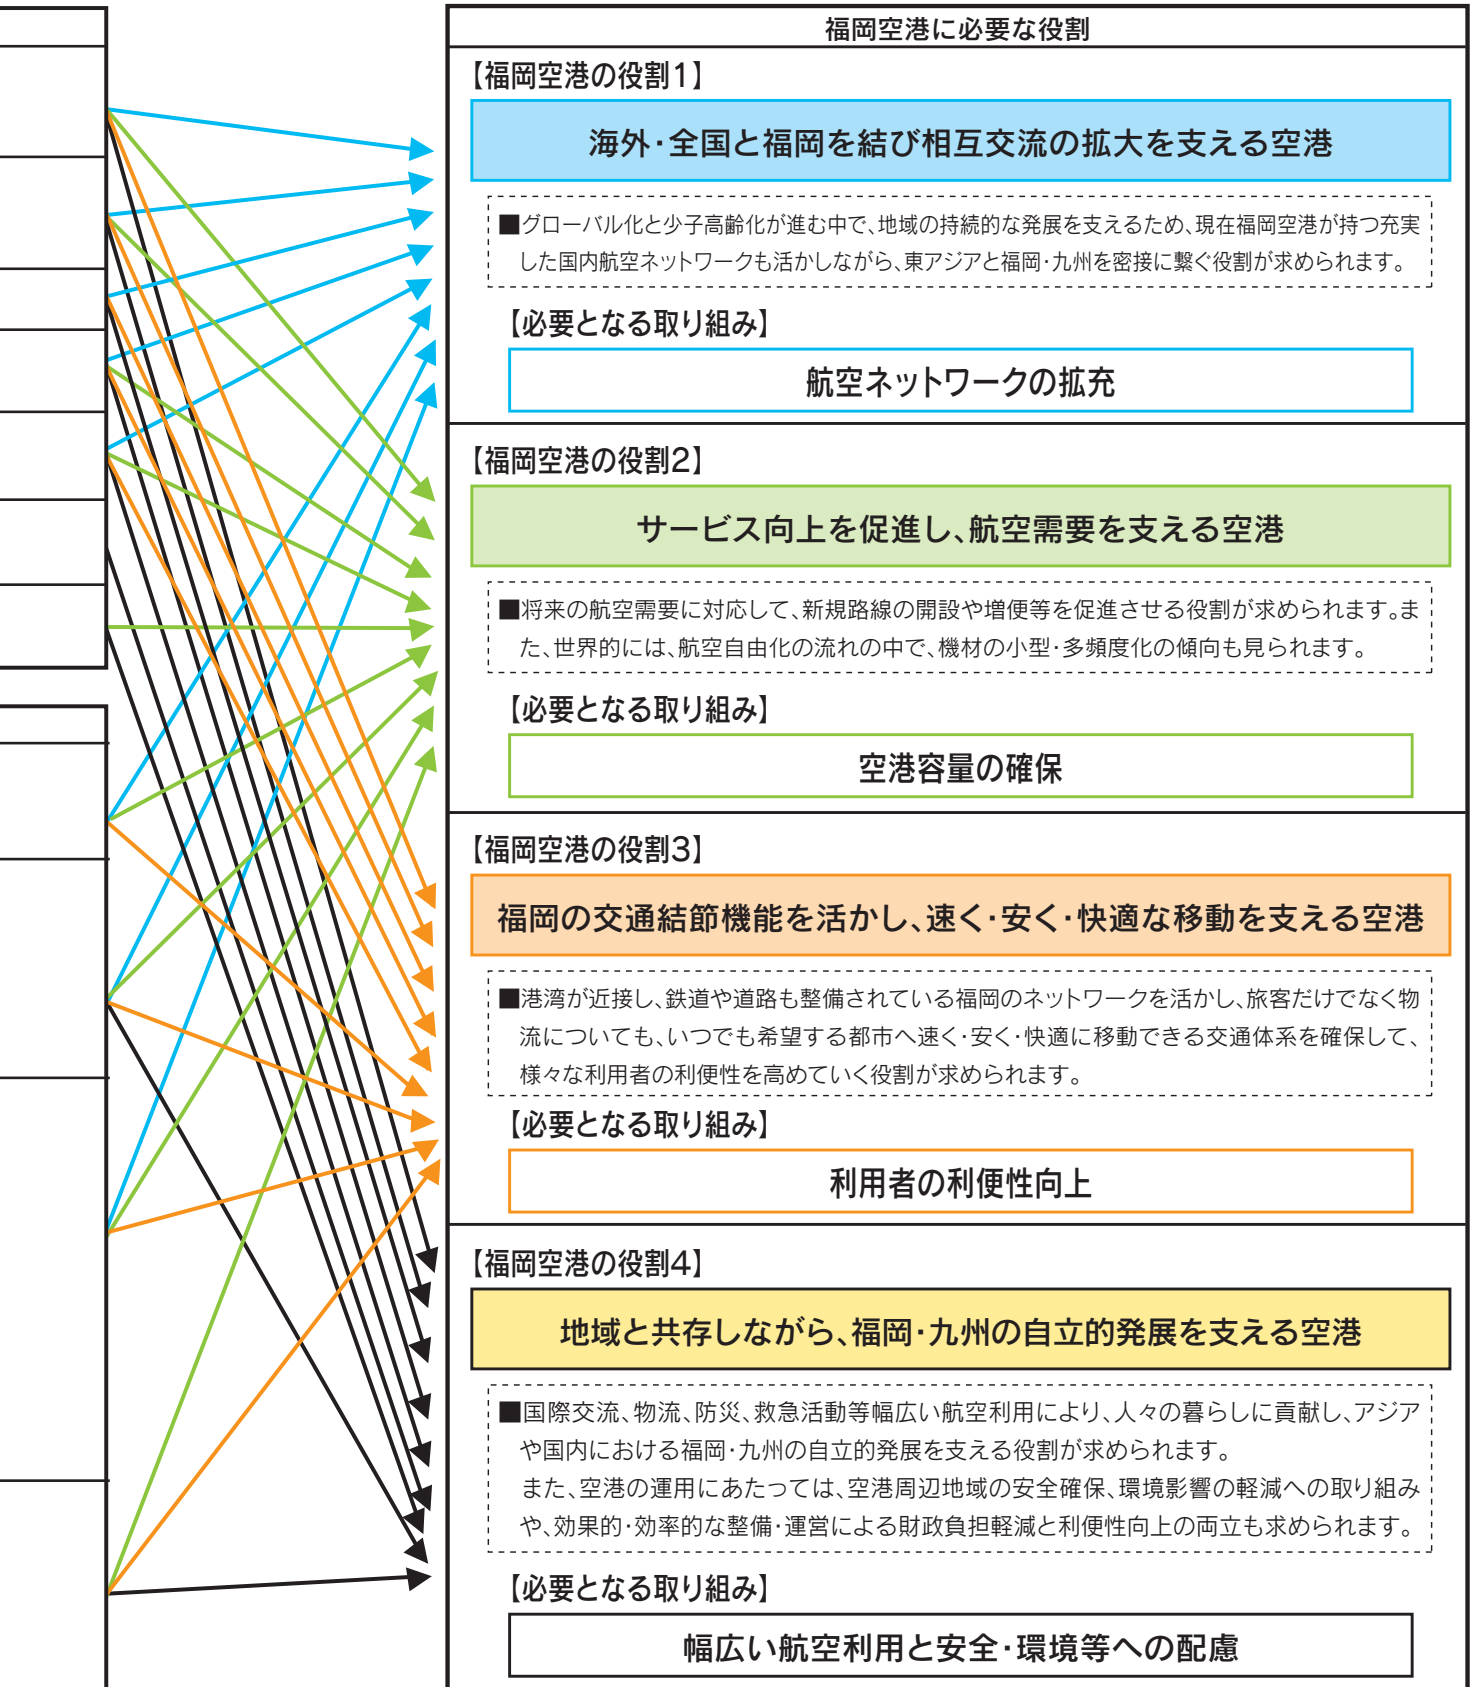 福岡空港に必要な役割
【福岡空港の役割1】
海外・全国と福岡を結び相互交流の拡大を支える空港
■グローバル化と少子高齢化が進む中で、地域の持続的な発展を支えるため、現在福岡空港が持つ充実
した国内航空ネットワークも活かしながら、東アジアと福岡・九州を密接に繋ぐ役割が求められます。
【必要となる取り組み】
航空ネットワークの拡充
【福岡空港の役割2】
サービス向上を促進し、航空需要を支える空港
■将来の航空需要に対応して、新規路線の開設や増便等を促進させる役割が求められます。ま
た、世界的には、航空自由化の流れの中で、機材の小型・多頻度化の傾向も見られます。
【必要となる取り組み】
空港容量の確保
【福岡空港の役割3】
福岡の交通結節機能を活かし、速く・安く・快適な移動を支える空港
■港湾が近接し、鉄道や道路も整備されている福岡のネットワークを活かし、旅客だけでなく物
流についても、いつでも希望する都市へ速く・安く・快適に移動できる交通体系を確保して、
様々な利用者の利便性を高めていく役割が求められます。
【必要となる取り組み】
利用者の利便性向上
【福岡空港の役割4】
地域と共存しながら、福岡・九州の自立的発展を支える空港
■国際交流、物流、防災、救急活動等幅広い航空利用により、人々の暮らしに貢献し、アジア
や国内における福岡・九州の自立的発展を支える役割が求められます。
また、空港の運用にあたっては、空港周辺地域の安全確保、環境影響の軽減への取り組み
や、効果的・効率的な整備・運営による財政負担軽減と利便性向上の両立も求められます。
【必要となる取り組み】
幅広い航空利用と安全・環境等への配慮